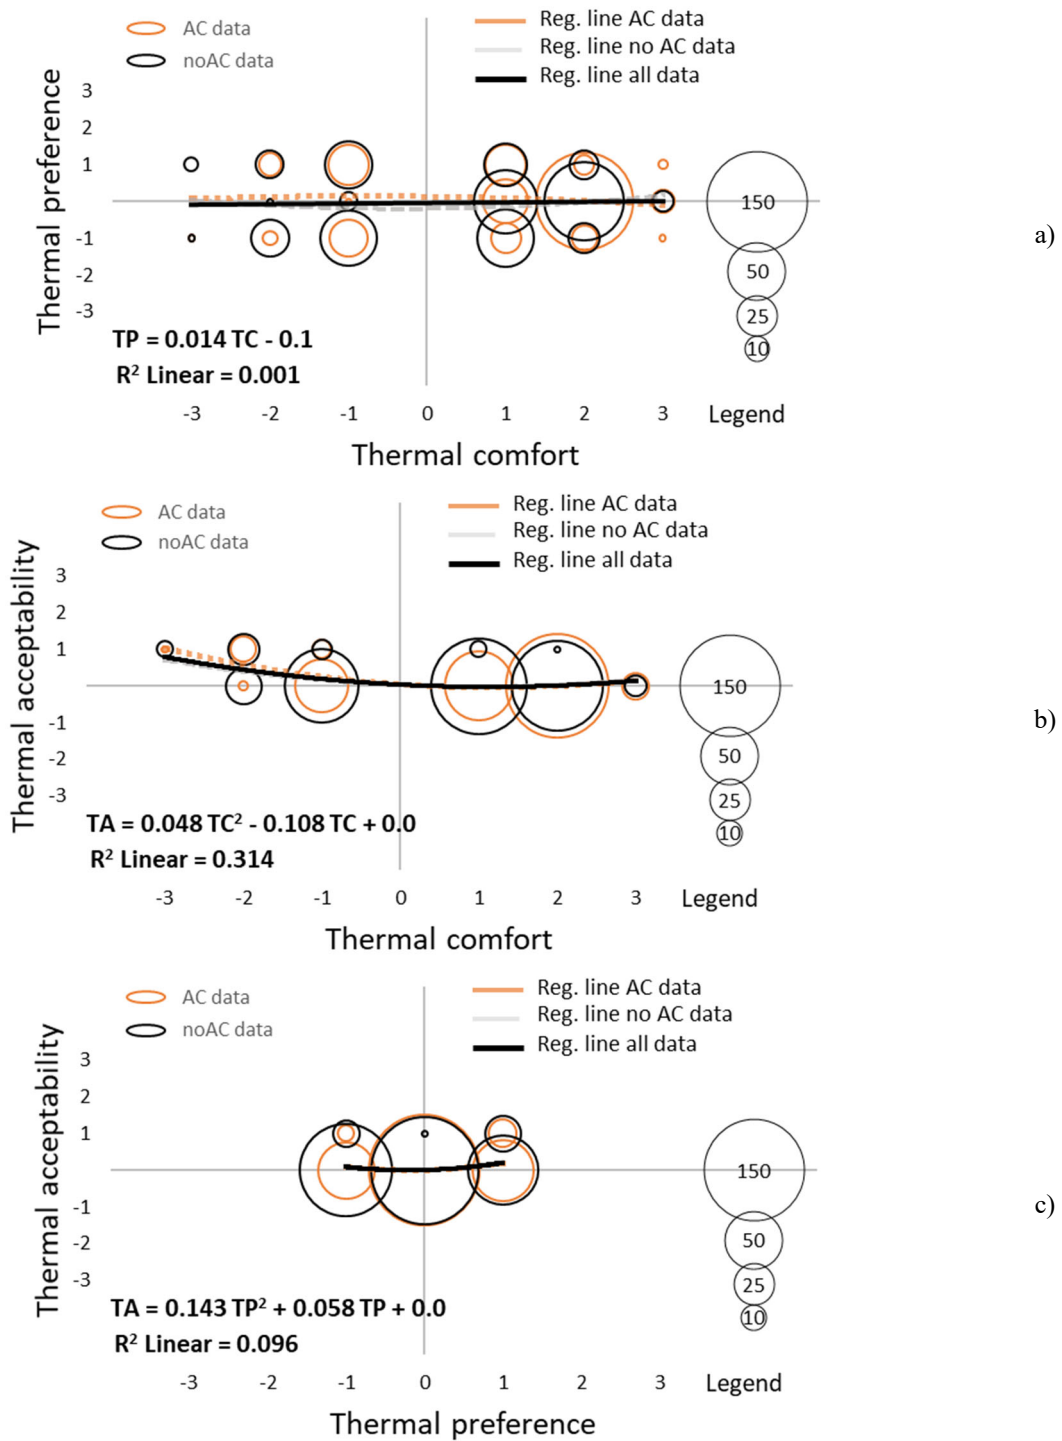 AC data
noAC data
Reg. line AC data
Reg. line no AC data
Reg. line all data
Thermal preference
3
2
1
-1
-2
-3
150
50
25
10
a)
TP = 0.014 TC - 0.1
R² Linear = 0.001
-3 -2 -1 0 1 2 3 Legend
Thermal comfort
AC data
noAC data
Reg. line AC data
Reg. line no AC data
Reg. line all data
Thermal acceptability
3
2
1
-1
-2
-3
150
50
25
10
b)
TA = 0.048 TC² - 0.108 TC + 0.0
R² Linear = 0.314
-3 -2 -1 0 1 2 3 Legend
Thermal comfort
AC data
noAC data
Reg. line AC data
Reg. line no AC data
Reg. line all data
Thermal acceptability
3
2
1
-1
-2
-3
150
50
25
10
c)
TA = 0.143 TP² + 0.058 TP + 0.0
R² Linear = 0.096
-3 -2 -1 0 1 2 3 Legend
Thermal preference